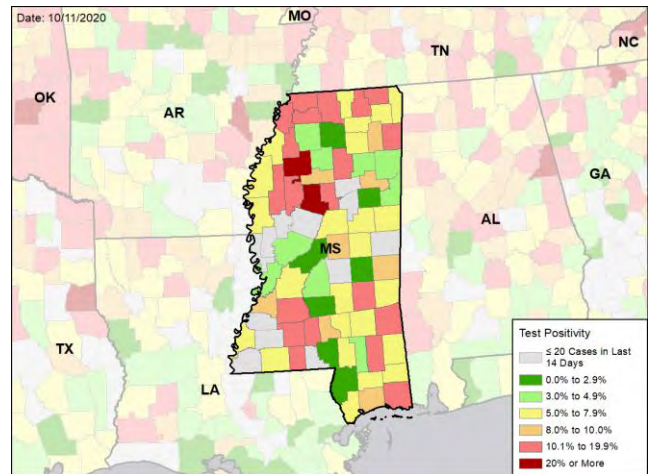 Date: 10/11/2020
MO
NC
TN
OK
AR
GA
AL
MS
TX
LA
Test Positivity
≤ 20 Cases in Last
14 Days
0.0% to 2.9%
3.0% to 4.9%
5.0% to 7.9%
8.0% to 10.0%
10.1% to 19.9%
20% or More